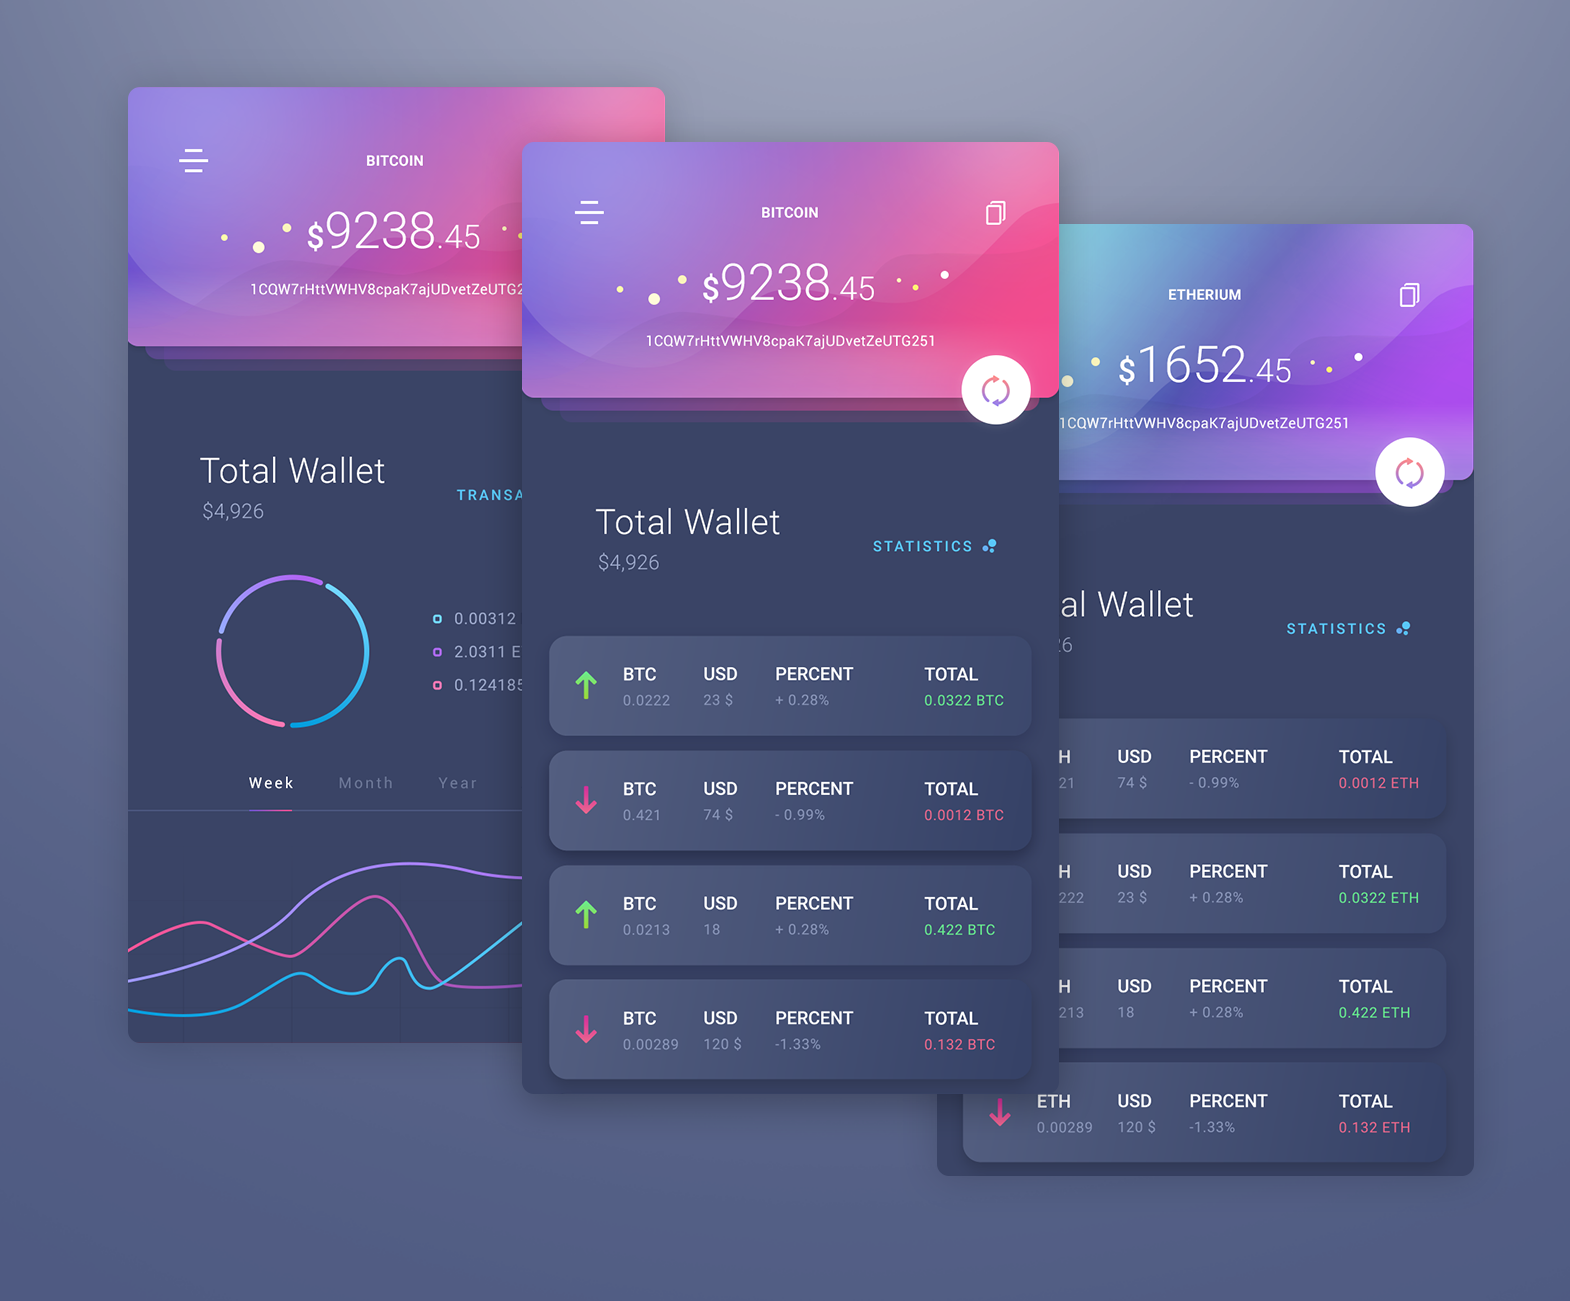 BITCOIN
$9238.45
1CQW7rHttVWHV8cpaK7ajUDvetZeUTG2
Total Wallet
$4,926
TRANSA
0.00312
2.0311 E
0.124185
Week Month Year
BITCOIN
$9238.45
1CQW7rHttVWHV8cpaK7ajUDvetZeUTG251
Total Wallet
$4,926
STATISTICS
BTC USD PERCENT TOTAL
0.0222 23 $ + 0.28% 0.0322 BTC
BTC USD PERCENT TOTAL
0.421 74 $ - 0.99% 0.0012 BTC
BTC USD PERCENT TOTAL
0.0213 18 + 0.28% 0.422 BTC
BTC USD PERCENT TOTAL
0.00289 120 $ -1.33% 0.132 BTC
ETHERIUM
$1652.45
1CQW7rHttVWHV8cpaK7ajUDvetZeUTG251
al Wallet
26
STATISTICS
H USD PERCENT TOTAL
21 74 $ - 0.99% 0.0012 ETH
H USD PERCENT TOTAL
222 23 $ + 0.28% 0.0322 ETH
H USD PERCENT TOTAL
213 18 + 0.28% 0.422 ETH
ETH USD PERCENT TOTAL
0.00289 120 $ -1.33% 0.132 ETH